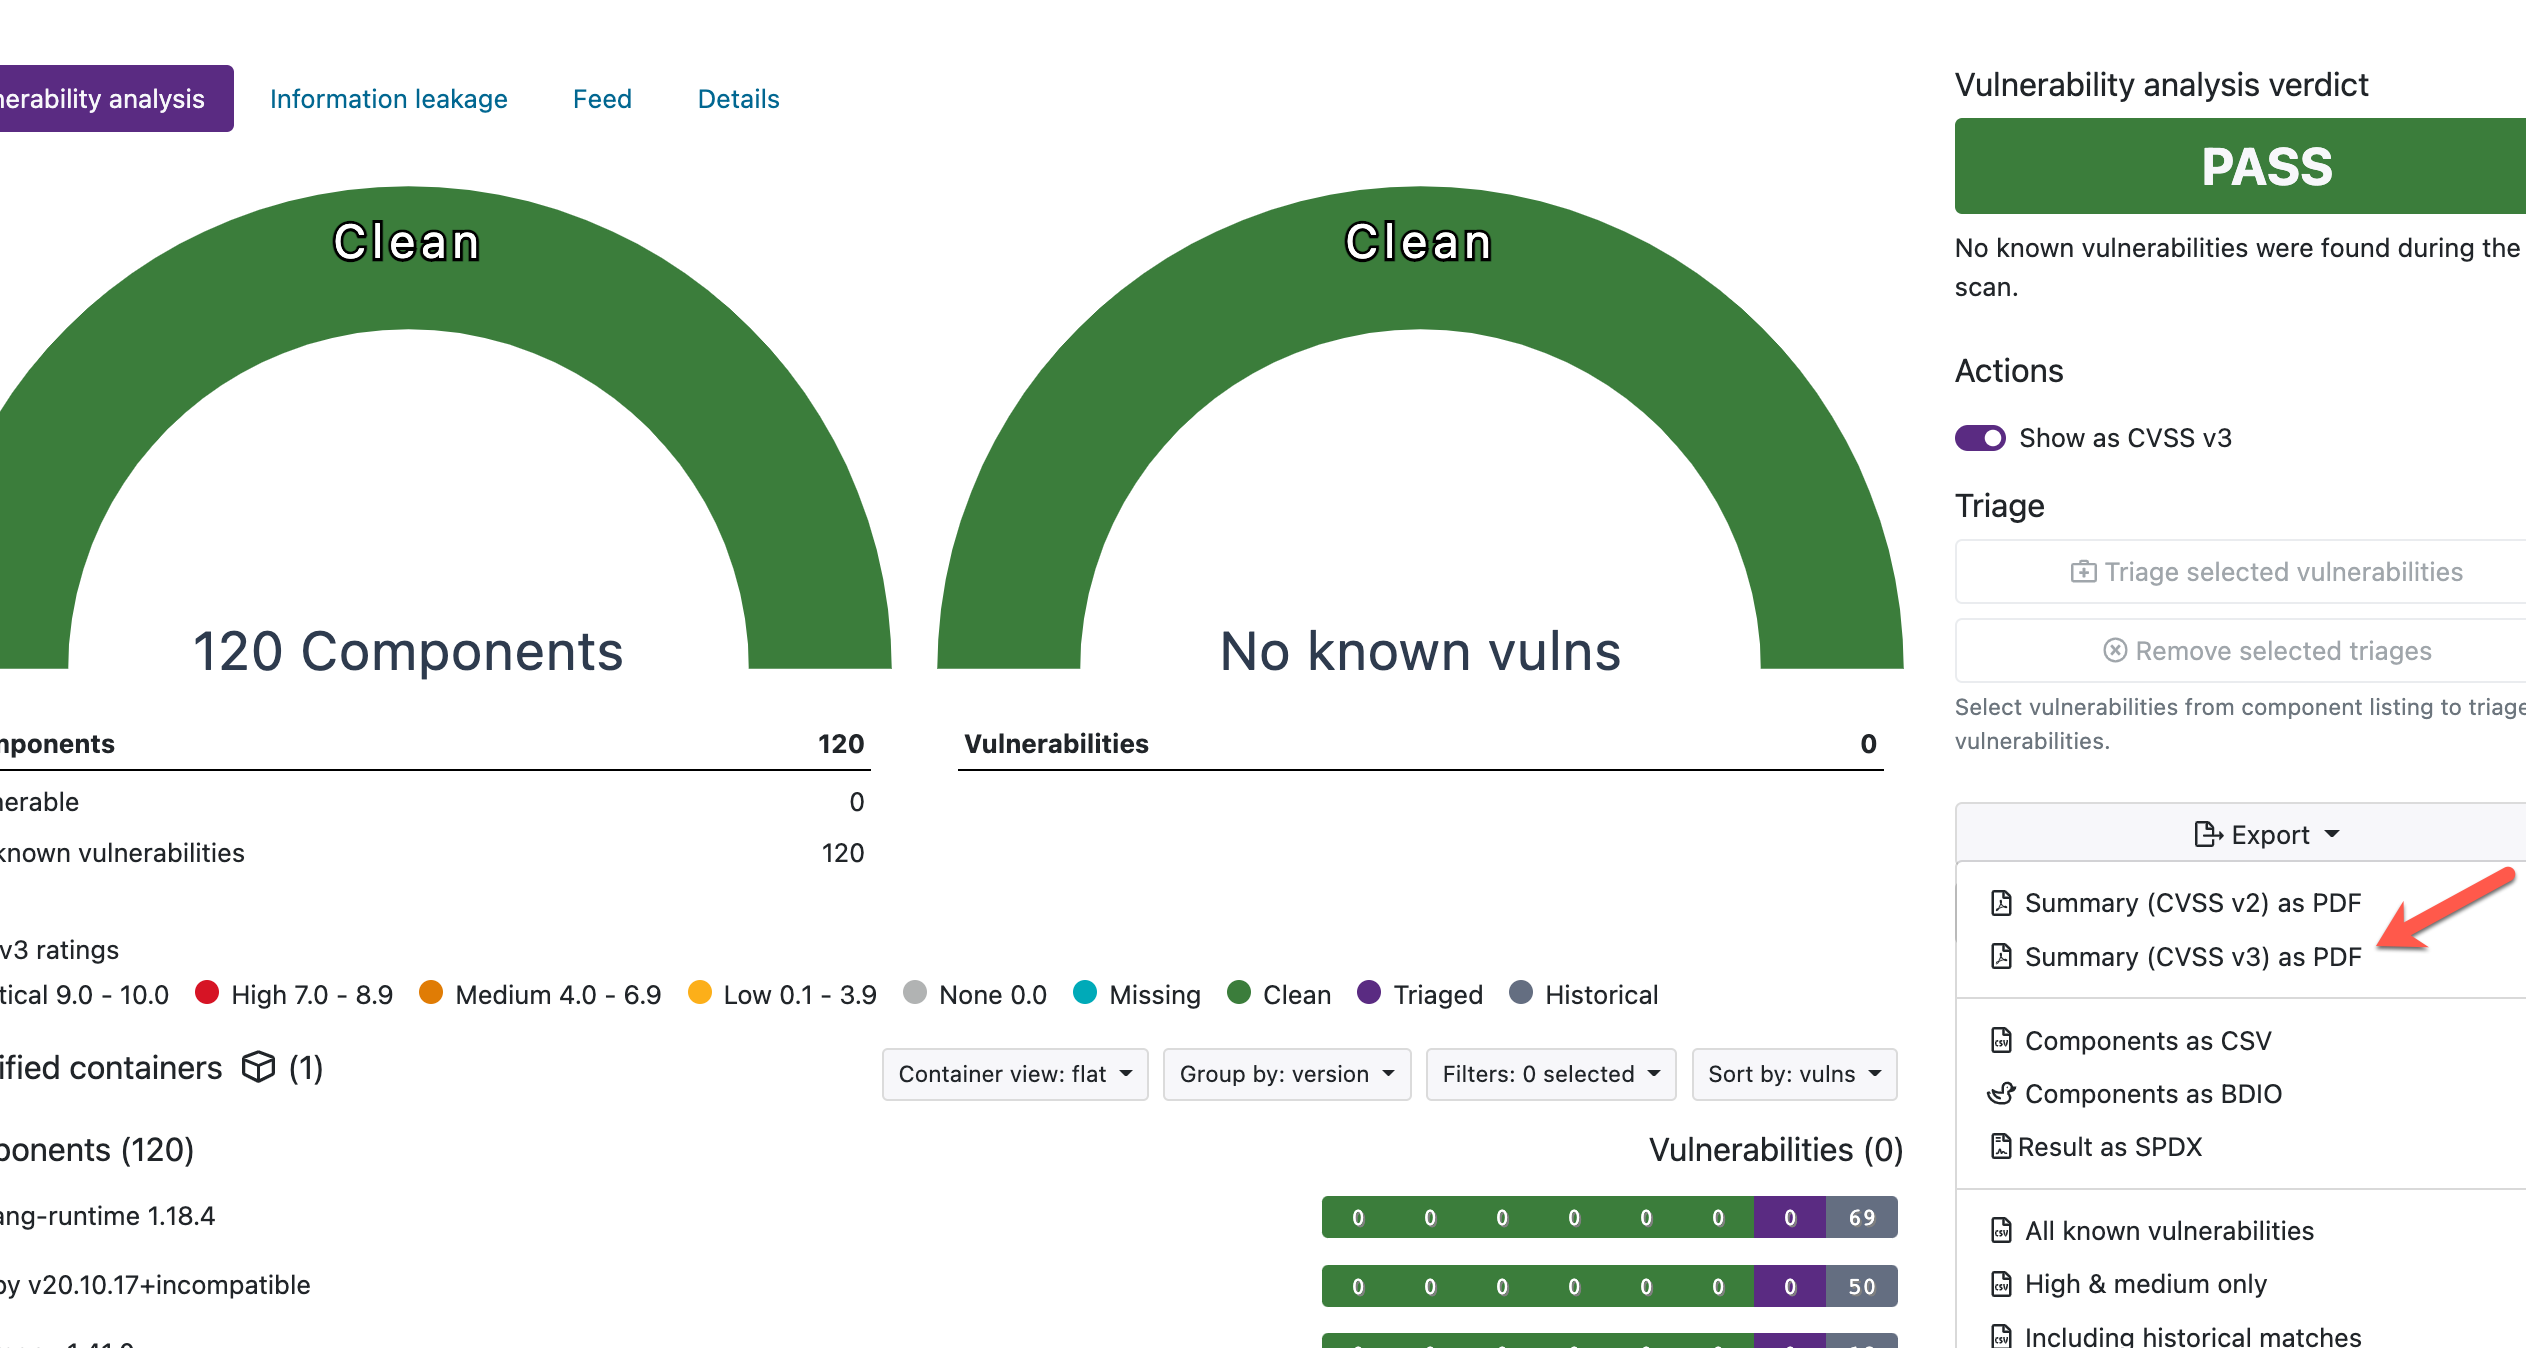 nerability analysis
Information leakage
Feed
Details
Clean
120 Components
Clean
No known vulns
mponents 120
nerable 0
known vulnerabilities 120
Vulnerabilities 0
v3 ratings
tical 9.0 - 10.0 High 7.0 - 8.9 Medium 4.0 - 6.9 Low 0.1 - 3.9 None 0.0 Missing Clean Triaged Historical
ified containers (1)
Container view: flat
Group by: version
Filters: 0 selected
Sort by: vulns
ponents (120) Vulnerabilities (0)
ang-runtime 1.18.4 0 0 0 0 0 0 0 69
by v20.10.17+incompatible 0 0 0 0 0 0 0 50
Vulnerability analysis verdict
PASS
No known vulnerabilities were found during the
scan.
Actions
Show as CVSS v3
Triage
Triage selected vulnerabilities
Remove selected triages
Select vulnerabilities from component listing to triage
vulnerabilities.
Export
Summary (CVSS v2) as PDF
Summary (CVSS v3) as PDF
Components as CSV
Components as BDIO
Result as SPDX
All known vulnerabilities
High & medium only
Including historical matches